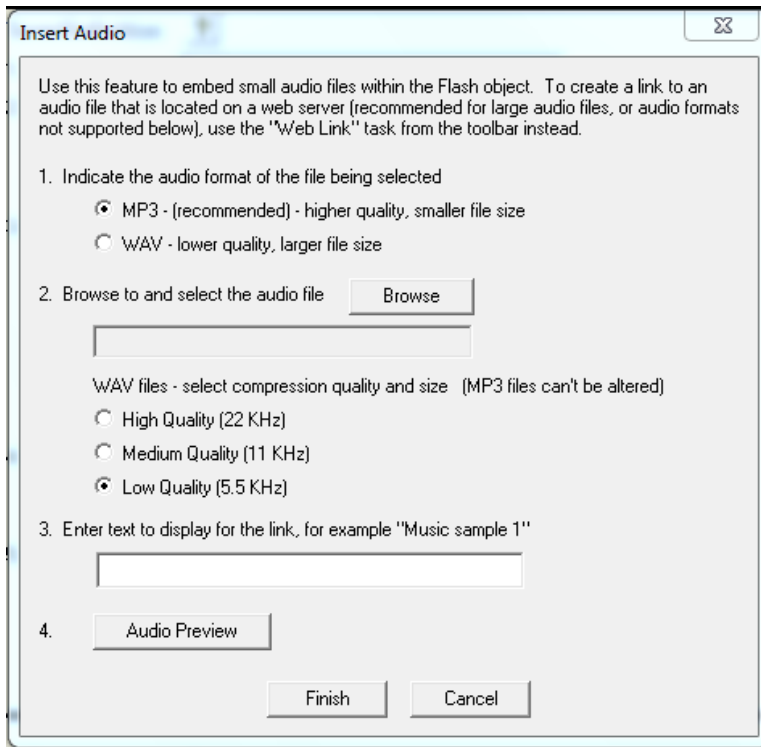 Insert Audio
Use this feature to embed small audio files within the Flash object. To create a link to an
audio file that is located on a web server (recommended for large audio files, or audio formats
not supported below), use the "Web Link" task from the toolbar instead.
1. Indicate the audio format of the file being selected
MP3 - (recommended) - higher quality, smaller file size
WAV - lower quality, larger file size
2. Browse to and select the audio file Browse
WAV files - select compression quality and size (MP3 files can't be altered)
High Quality (22 KHz)
Medium Quality (11 KHz)
Low Quality (5.5 KHz)
3. Enter text to display for the link, for example "Music sample 1"
4. Audio Preview
Finish Cancel